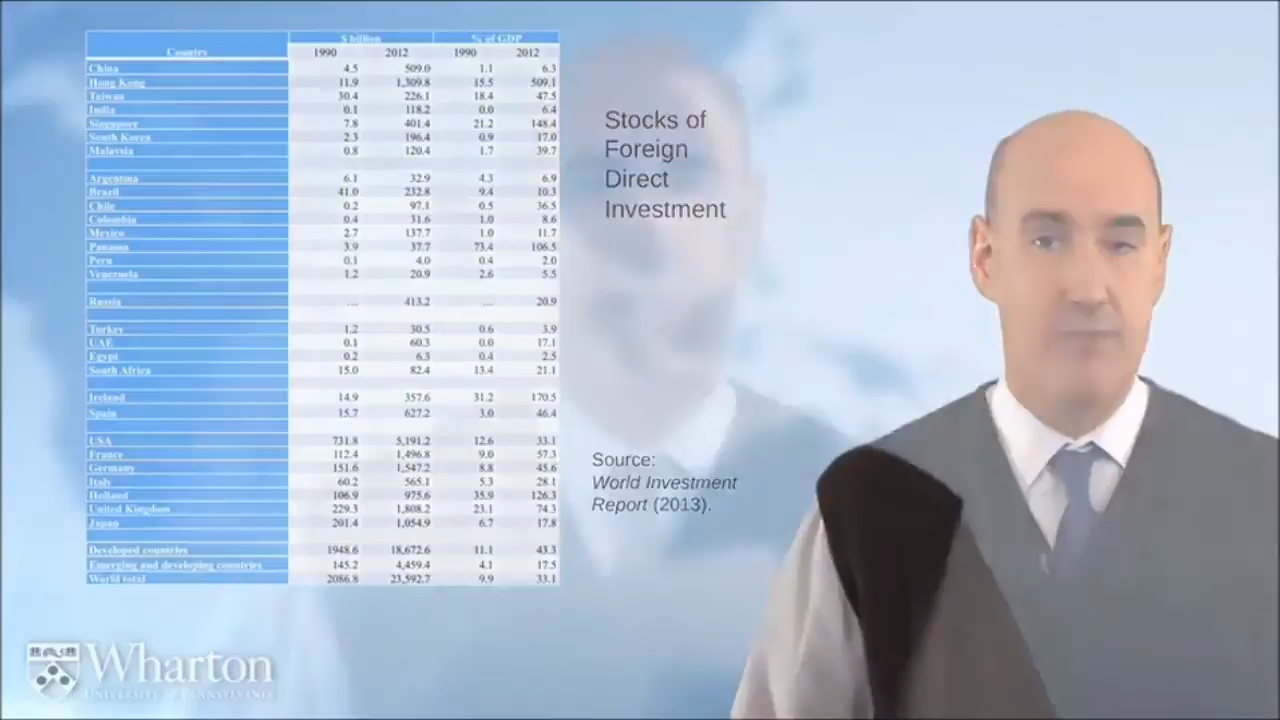 $ billion % of GDP
Country 1990 2012 1990 2012
China 4.5 509.0 1.1 6.3
Hong Kong 11.9 1,309.8 15.5 509.1
Taiwan 30.4 226.1 18.4 47.5
India 0.1 118.2 0.0 6.4
Singapore 7.8 401.4 21.2 148.4
South Korea 2.3 196.4 0.9 17.0
Malaysia 0.8 120.4 1.7 39.7
Argentina 6.1 32.9 4.3 6.9
Brazil 41.0 232.8 9.4 10.3
Chile 0.2 97.1 0.5 36.5
Colombia 0.4 31.6 1.0 8.6
Mexico 2.7 137.7 1.0 11.7
Panama 3.9 37.7 73.4 106.5
Peru 0.1 4.0 0.4 2.0
Venezuela 1.2 20.9 2.6 5.5
Russia ... 413.2 ... 20.9
Turkey 1.2 30.5 0.6 3.9
UAE 0.1 60.3 0.0 17.1
Egypt 0.2 6.3 0.4 2.5
South Africa 15.0 82.4 13.4 21.1
Ireland 14.9 357.6 31.2 170.5
Spain 15.7 627.2 3.0 46.4
USA 731.8 5,191.2 12.6 33.1
France 112.4 1,496.8 9.0 57.3
Germany 151.6 1,547.2 8.8 45.6
Italy 60.2 565.1 5.3 28.1
Holland 106.9 975.6 35.9 126.3
United Kingdom 229.3 1,808.2 23.1 74.3
Japan 201.4 1,054.9 6.7 17.8
Developed countries 1948.6 18,672.6 11.1 43.3
Emerging and developing countries 145.2 4,459.4 4.1 17.5
World total 2086.8 23,592.7 9.9 33.1
Stocks of
Foreign
Direct
Investment
Source:
World Investment
Report (2013).
Wharton
UNIVERSITY of PENNSYLVANIA